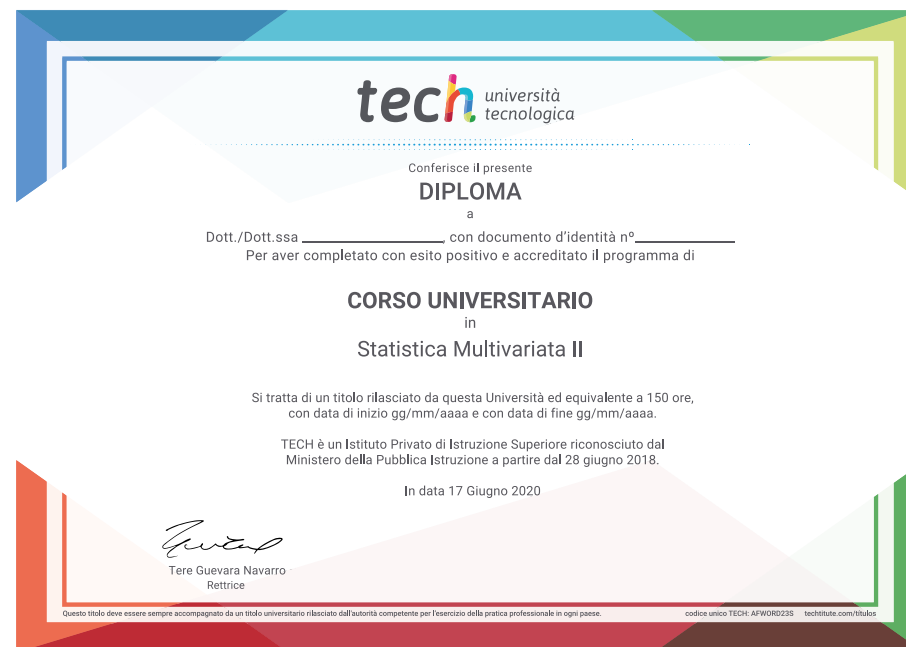 tech università
tecnologica
Conferisce il presente
DIPLOMA
a
Dott./Dott.ssa ____________, con documento d'identità nº____________
Per aver completato con esito positivo e accreditato il programma di
CORSO UNIVERSITARIO
in
Statistica Multivariata II
Si tratta di un titolo rilasciato da questa Università ed equivalente a 150 ore,
con data di inizio gg/mm/aaaa e con data di fine gg/mm/aaaa.
TECH è un Istituto Privato di Istruzione Superiore riconosciuto dal
Ministero della Pubblica Istruzione a partire dal 28 giugno 2018.
In data 17 Giugno 2020
Tere Guevara Navarro
Rettrice
Questo titolo deve essere sempre accompagnato da un titolo universitario rilasciato dall'autorità competente per l'esercizio della pratica professionale in ogni paese. codice unico TECH: AFWORD23S techtitute.com/títulos